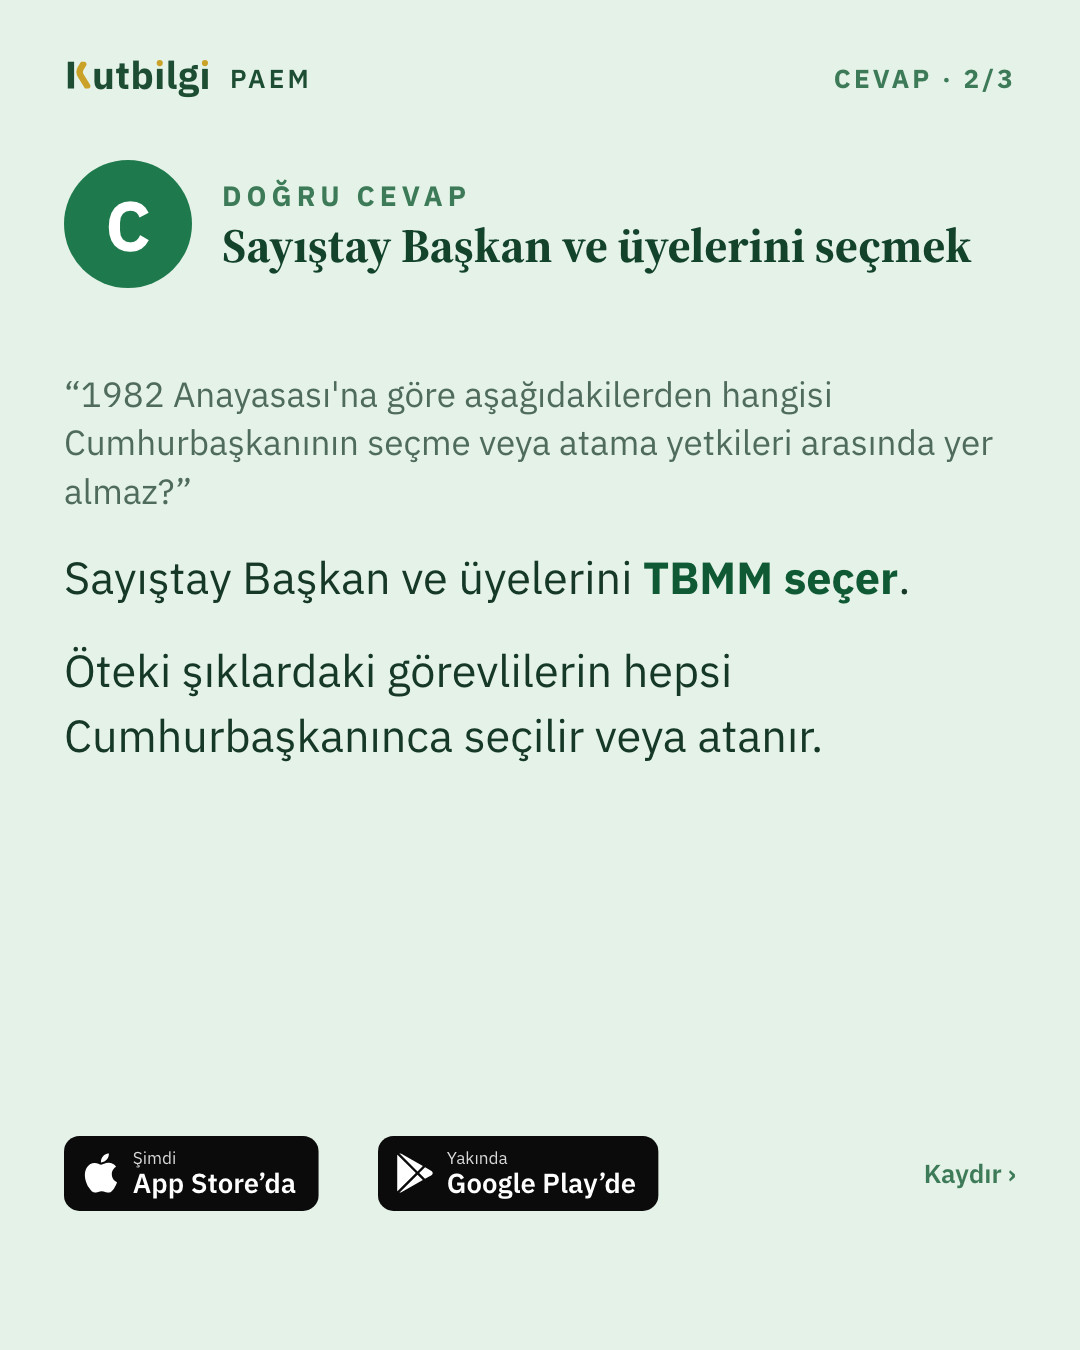 Kutbilgi PAEM
CEVAP · 2/3
C
DOĞRU CEVAP
Sayıştay Başkan ve üyelerini seçmek
“1982 Anayasası'na göre aşağıdakilerden hangisi
Cumhurbaşkanının seçme veya atama yetkileri arasında yer
almaz?”
Sayıştay Başkan ve üyelerini TBMM seçer.
Öteki şıklardaki görevlilerin hepsi
Cumhurbaşkanınca seçilir veya atanır.
Şimdi
App Store’da
Yakında
Google Play’de
Kaydır ›